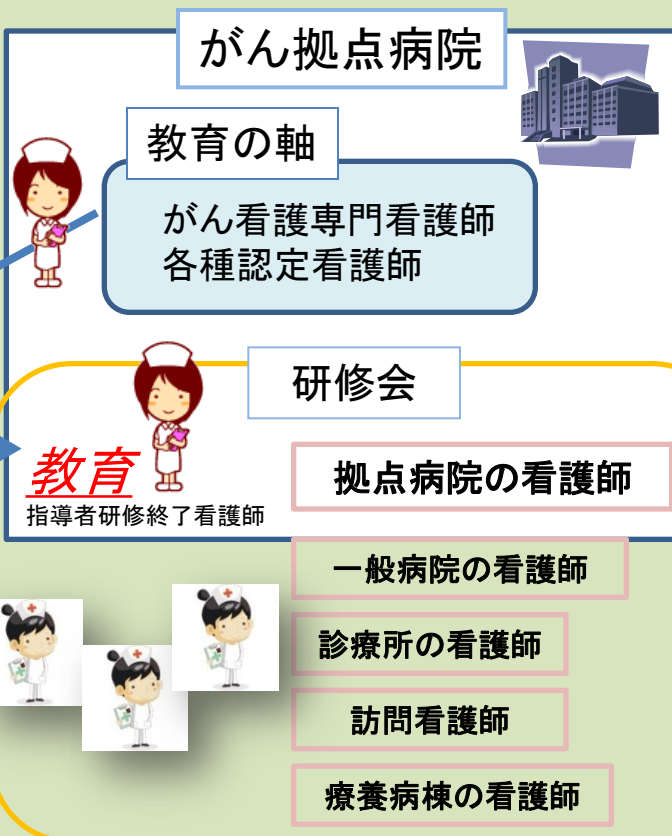 がん拠点病院
教育の軸
がん看護専門看護師
各種認定看護師
研修会
教育
指導者研修終了看護師
拠点病院の看護師
一般病院の看護師
診療所の看護師
訪問看護師
療養病棟の看護師